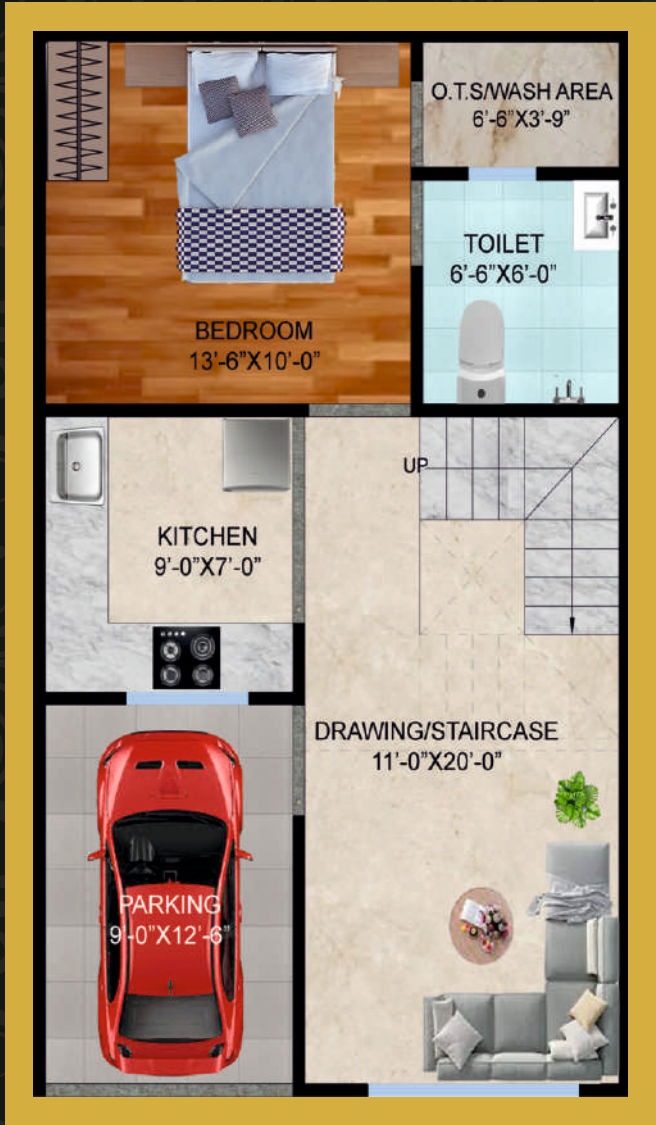 O.T.S/WASH AREA
6'-6"X3'-9"
TOILET
6'-6"X6'-0"
BEDROOM
13'-6"X10'-0"
UP
KITCHEN
9'-0"X7'-0"
DRAWING/STAIRCASE
11'-0"X20'-0"
PARKING
9'-0"X12'-6"